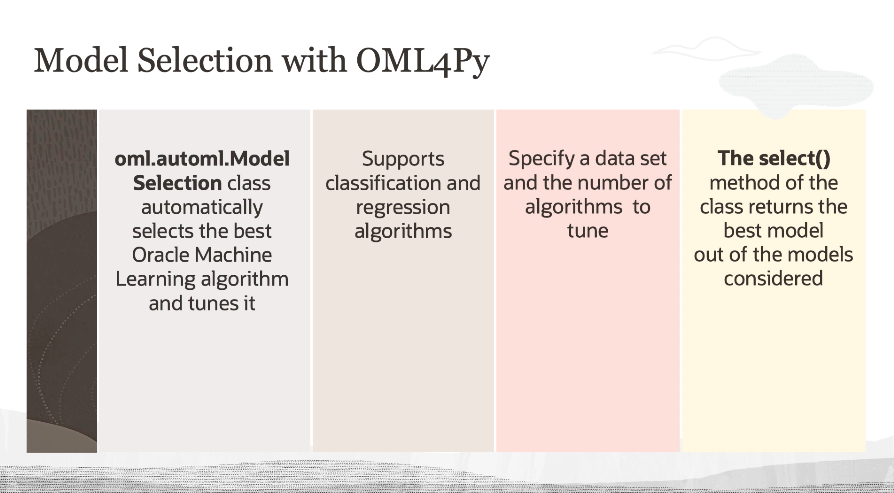 Model Selection with OML4Py
oml.automl.Model
Selection class
automatically
selects the best
Oracle Machine
Learning algorithm
and tunes it
Supports
classification and
regression
algorithms
Specify a data set
and the number of
algorithms to
tune
The select()
method of the
class returns the
best model
out of the models
considered